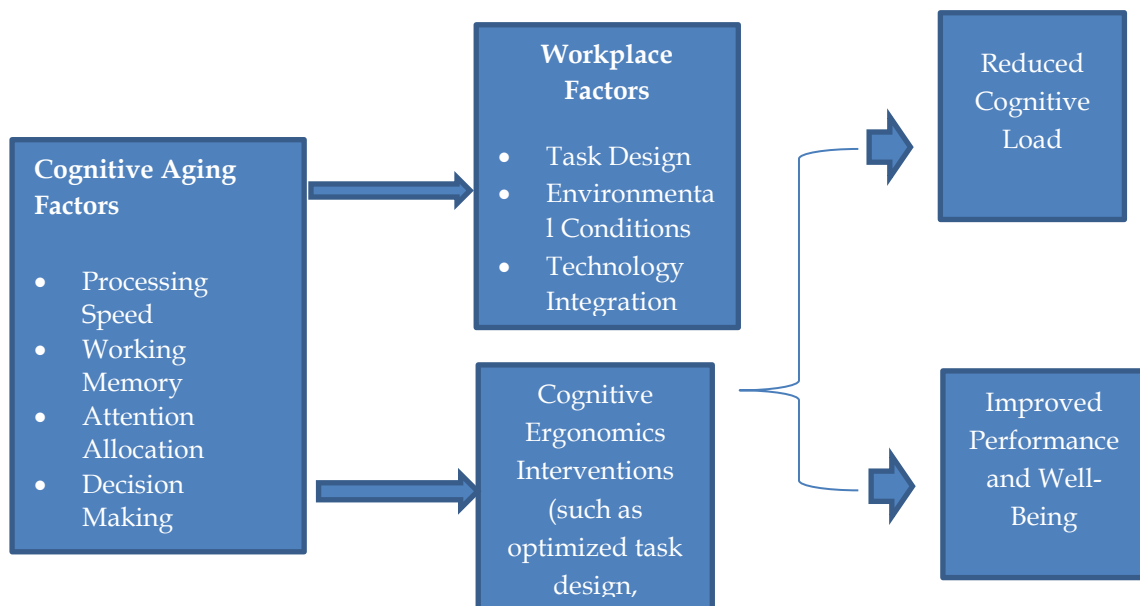 Cognitive Aging
Factors
• Processing
Speed
• Working
Memory
• Attention
Allocation
• Decision
Making
Workplace
Factors
• Task Design
• Environmenta
l Conditions
• Technology
Integration
Cognitive
Ergonomics
Interventions
(such as
optimized task
design,
Reduced
Cognitive
Load
Improved
Performance
and Well-
Being